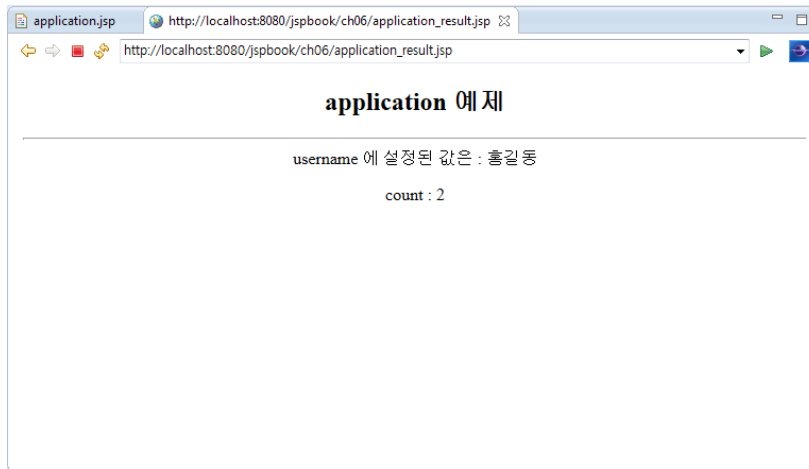 application.jsp
http://localhost:8080/jspbook/ch06/application_result.jsp
http://localhost:8080/jspbook/ch06/application_result.jsp
application 예제
username 에 설정된 값은 : 홍길동
count : 2